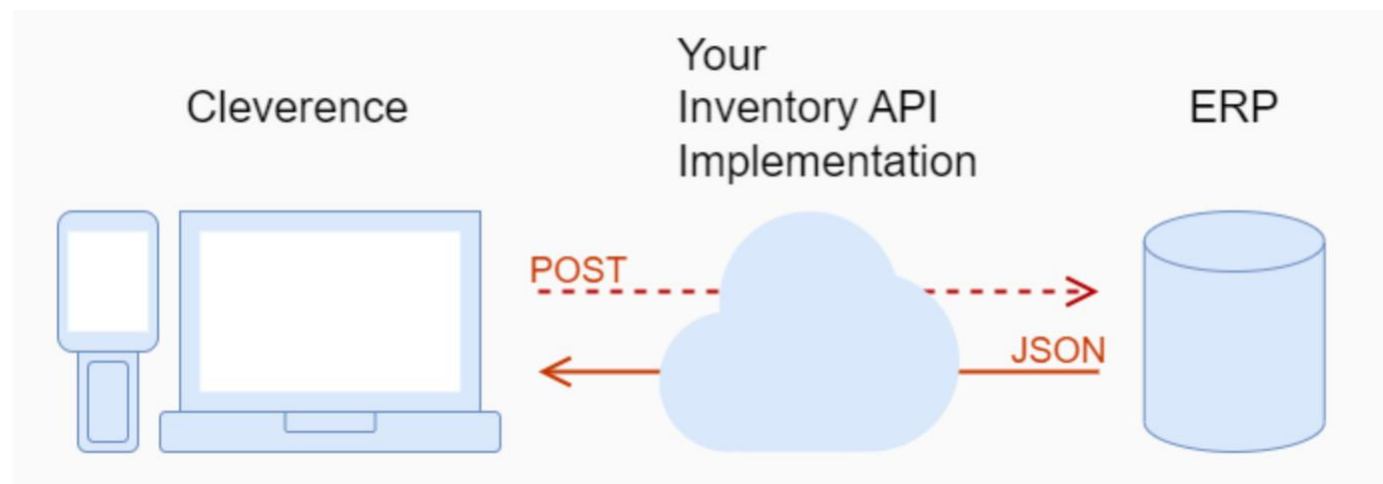 Cleverence
Your
Inventory API
Implementation
ERP
POST
JSON